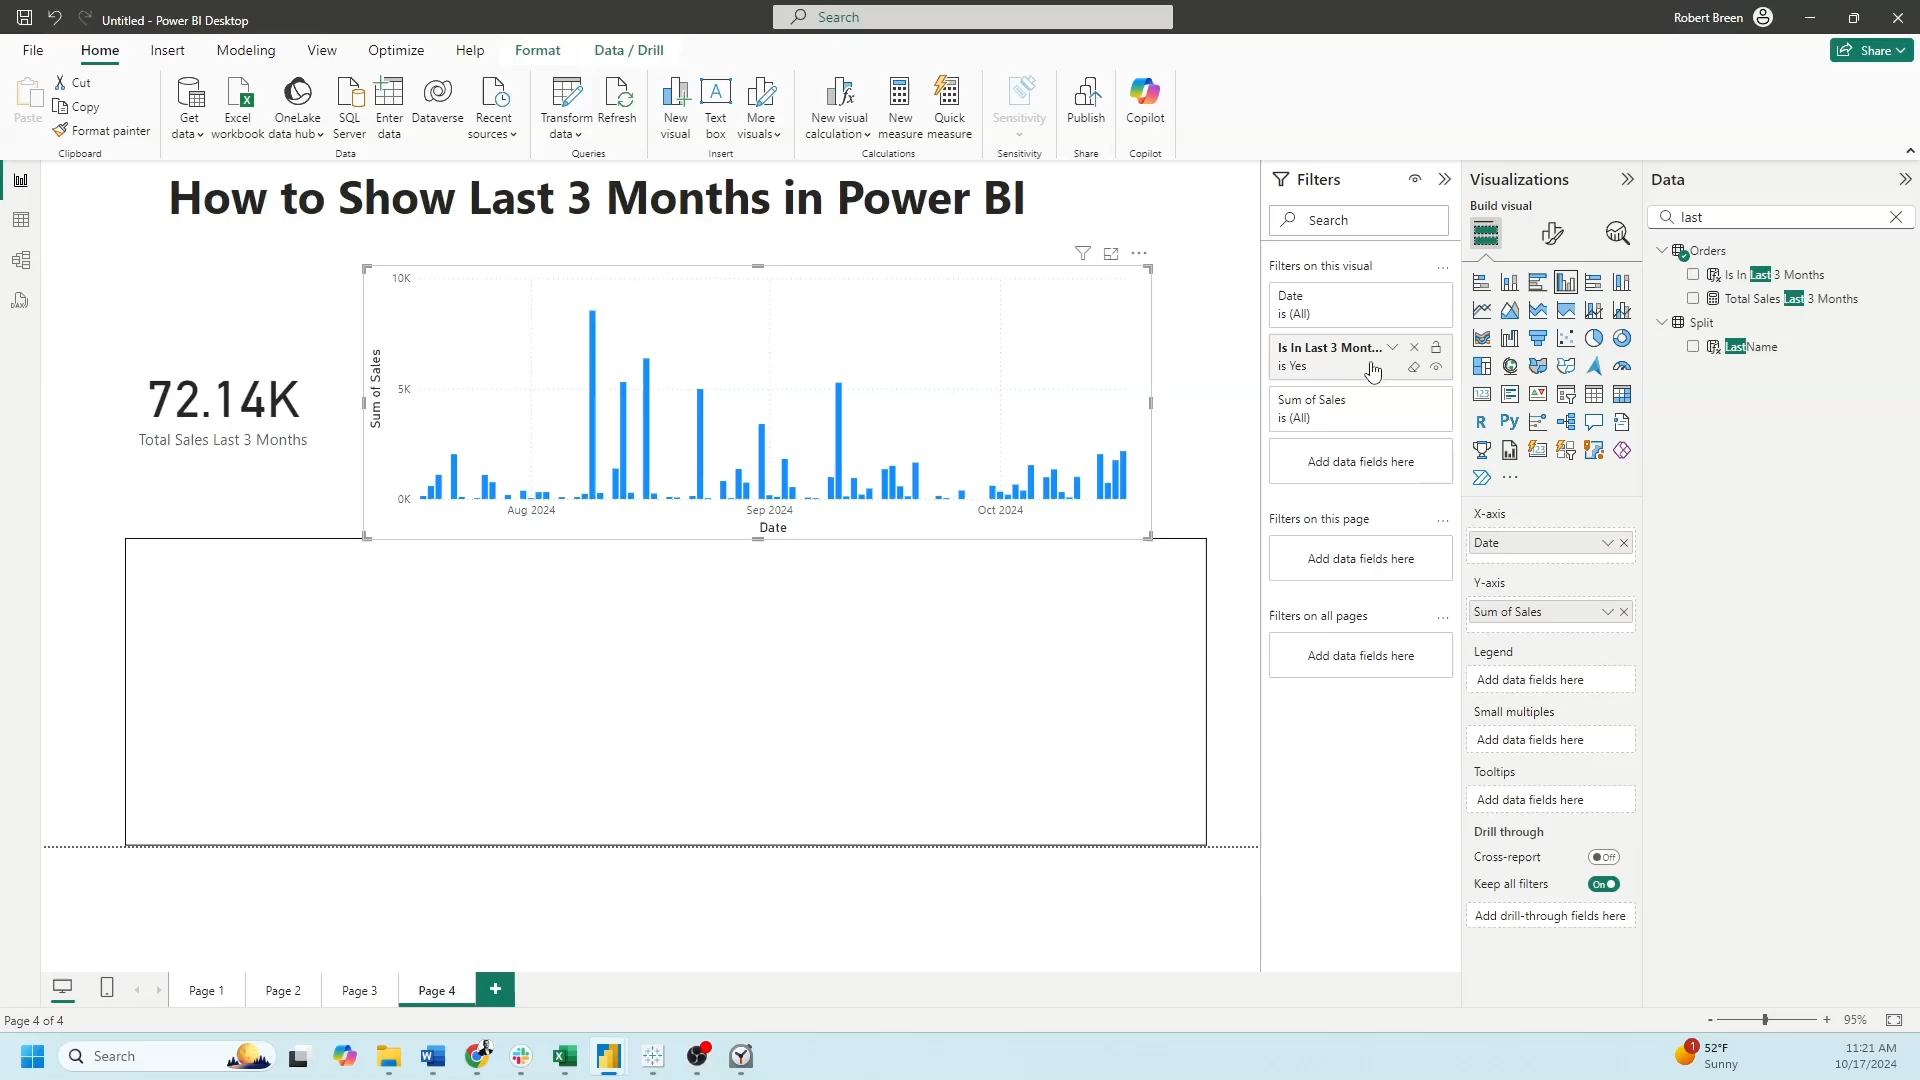 Untitled - Power BI Desktop
Search
Robert Breen
File
Home
Insert
Modeling
View
Optimize
Help
Format
Data / Drill
Share
Paste
Cut
Copy
Format painter
Clipboard
Get
data
Excel
workbook
OneLake
data hub
SQL
Server
Enter
data
Dataverse
Recent
sources
Data
Transform
data
Refresh
Queries
New
visual
Text
box
More
visuals
Insert
New visual
calculation
New
measure
Quick
measure
Calculations
Sensitivity
Sensitivity
Publish
Share
Copilot
Copilot
How to Show Last 3 Months in Power BI
72.14K
Total Sales Last 3 Months
Sum of Sales
10K
5K
0K
Aug 2024
Sep 2024
Oct 2024
Date
Filters
Search
Filters on this visual
...
Date
is (All)
Is In Last 3 Mont...
is Yes
Sum of Sales
is (All)
Add data fields here
Filters on this page
...
Add data fields here
Filters on all pages
...
Add data fields here
Visualizations
Build visual
123
R
Py
...
X-axis
Date
Y-axis
Sum of Sales
Legend
Add data fields here
Small multiples
Add data fields here
Tooltips
Add data fields here
Drill through
Cross-report
Off
Keep all filters
On
Add drill-through fields here
Data
last
Orders
Is In Last 3 Months
Total Sales Last 3 Months
Split
LastName
DAX
Page 1
Page 2
Page 3
Page 4
+
Page 4 of 4
- + 95%
Search
1
52°F
Sunny
11:21 AM
10/17/2024